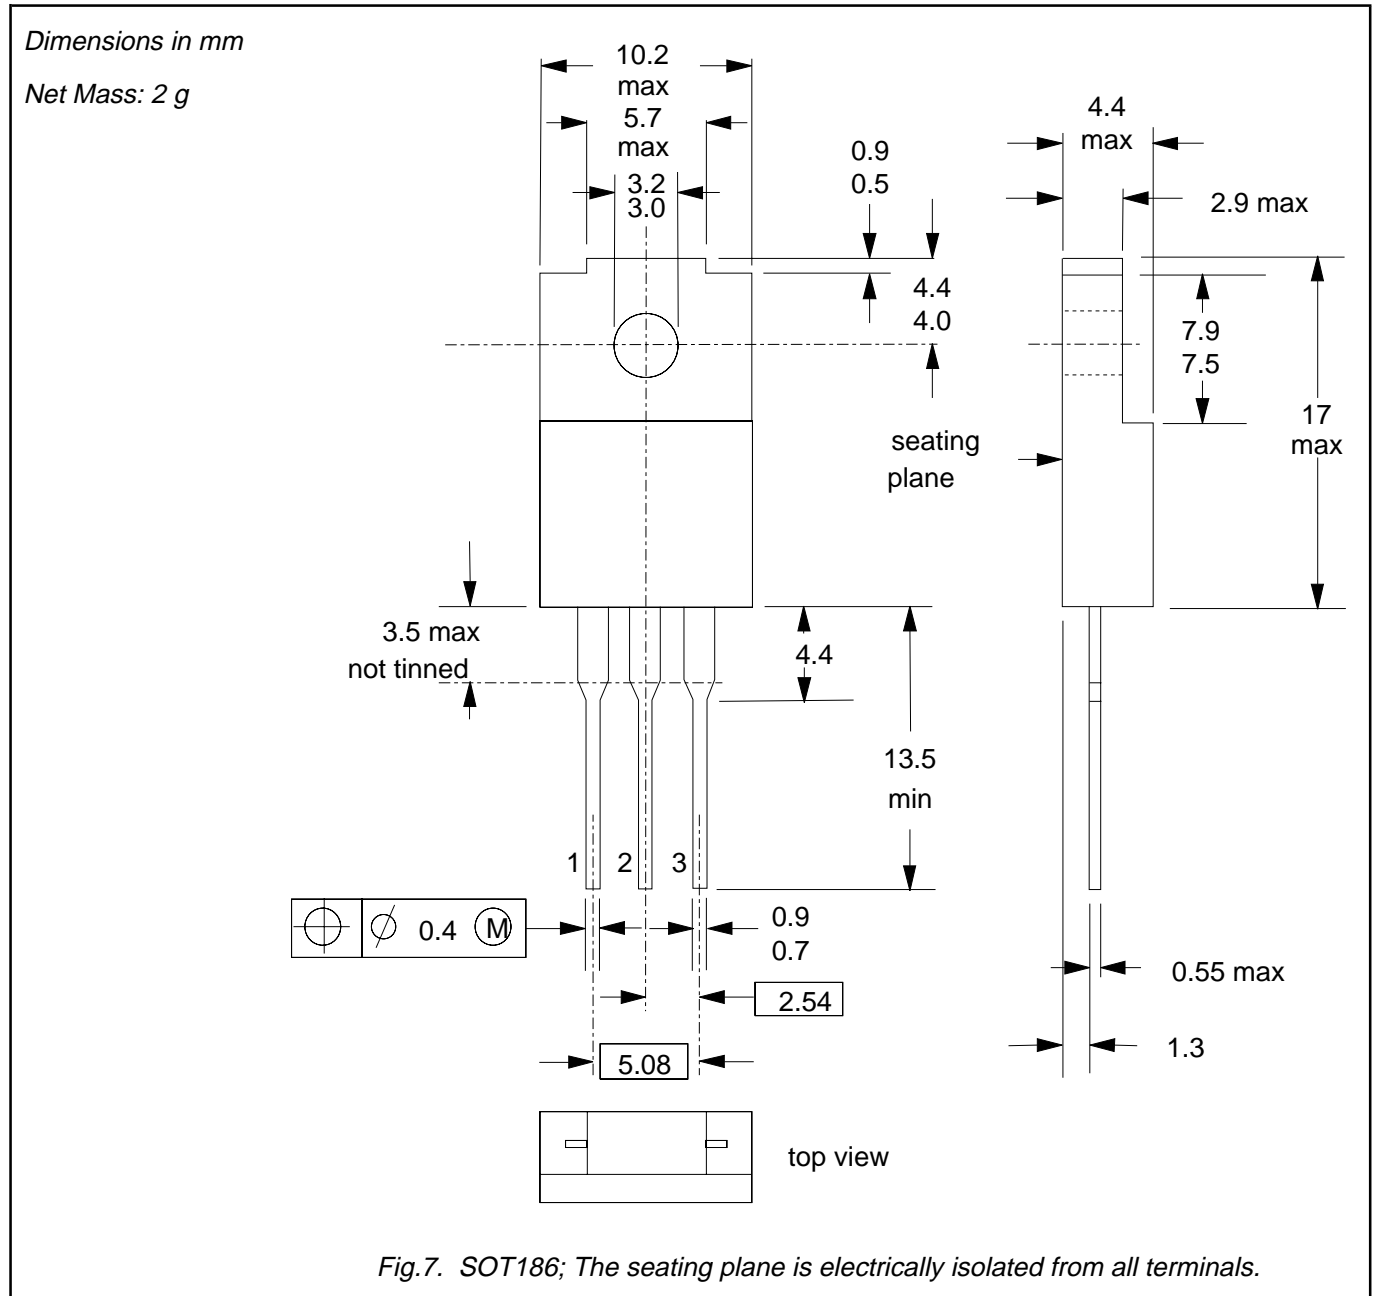 Dimensions in mm
Net Mass: 2 g
10.2
max
5.7
max
3.2
3.0
0.9
0.5
4.4
4.0
4.4
max
2.9 max
7.9
7.5
17
max
seating
plane
3.5 max
not tinned
4.4
13.5
min
1 2 3
0.4 M
0.9
0.7
2.54
5.08
0.55 max
1.3
top view
Fig.7. SOT186; The seating plane is electrically isolated from all terminals.